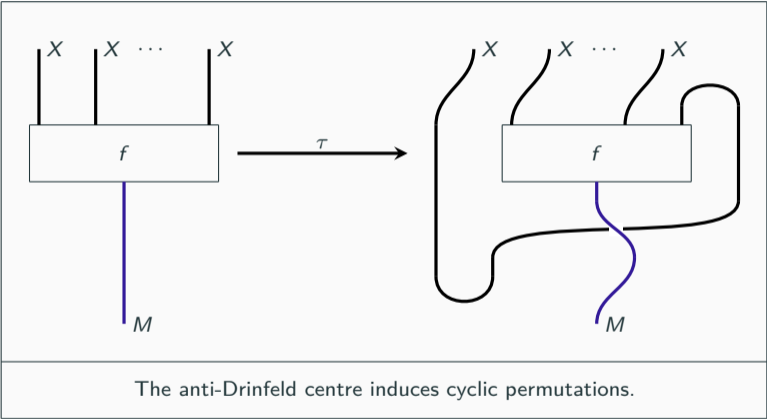 X X ⋯ X X X ⋯ X
f τ f
M M
The anti-Drinfeld centre induces cyclic permutations.